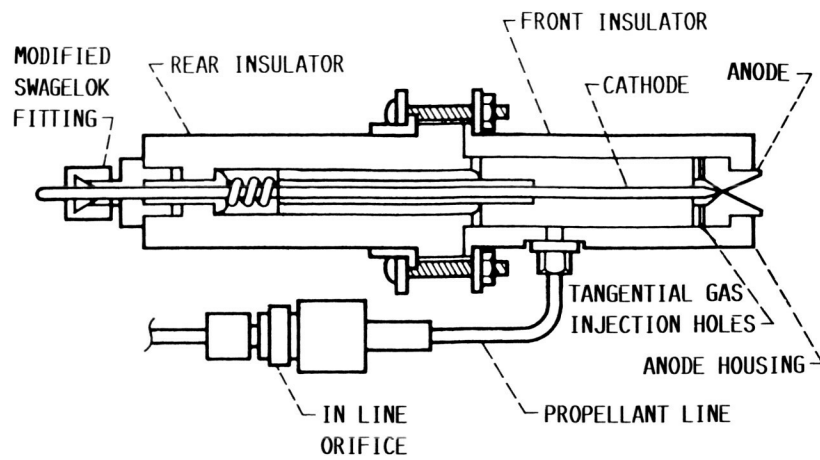 FRONT INSULATOR
MODIFIED
SWAGELOK
FITTING
REAR INSULATOR
CATHODE
ANODE
TANGENTIAL GAS
INJECTION HOLES
ANODE HOUSING
IN LINE
ORIFICE
PROPELLANT LINE